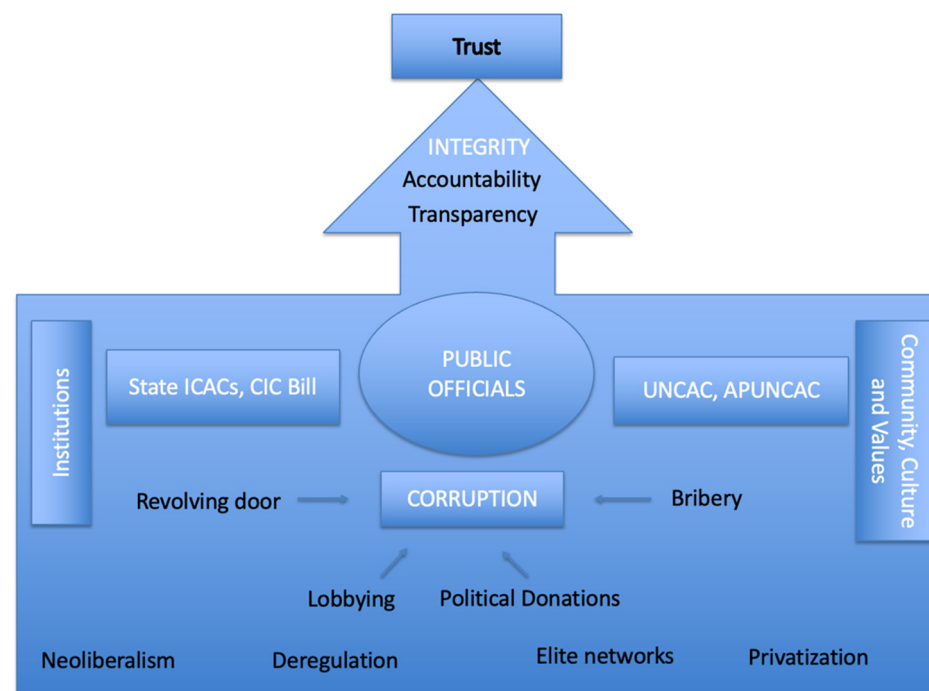 Trust
INTEGRITY
Accountability
Transparency
PUBLIC
OFFICIALS
Institutions
State ICACs, CIC Bill
UNCAC, APUNCAC
Community, Culture
and Values
Revolving door
CORRUPTION
Bribery
Lobbying
Political Donations
Neoliberalism
Deregulation
Elite networks
Privatization